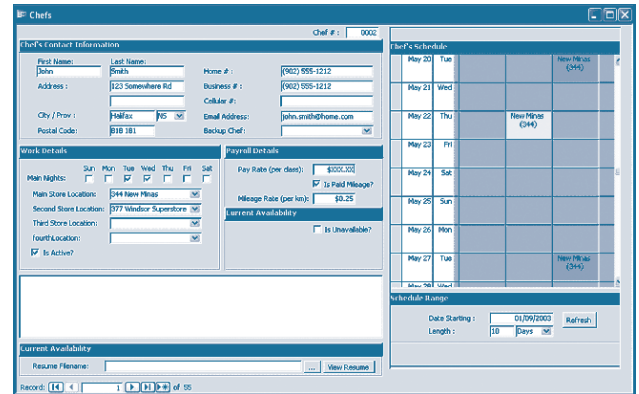 Chefs
Chef # : 0002
Chef's Contact Information
First Name: Last Name:
John Smith
Home # : (902) 555-1212
Address : 123 Somewhere Rd
Business # : (902) 555-1212
Cellular #:
City / Prov : Halifax NS
Email Address: john.smith@home.com
Postal Code: B1B 1B1
Backup Chef:
Work Details
Sun Mon Tue Wed Thu Fri Sat
Main Nights:
Main Store Location: 344 New Minas
Second Store Location: 377 Windsor Superstore
Third Store Location:
fourthLocation:
Is Active?
Payroll Details
Pay Rate (per class): $XXX.XX
Is Paid Mileage?
Mileage Rate (per km): $0.25
Current Availability
Is Unavailable?
Current Availability
Resume Filename: ... View Resume
Record: 1 of 55
Chef's Schedule
May 20 Tue New Minas
(344)
May 21 Wed
May 22 Thu New Minas
(344)
May 23 Fri
May 24 Sat
May 25 Sun
May 26 Mon
May 27 Tue New Minas
(344)
May 28 Wed
Schedule Range
Date Starting : 01/09/2003 Refresh
Length : 10 Days